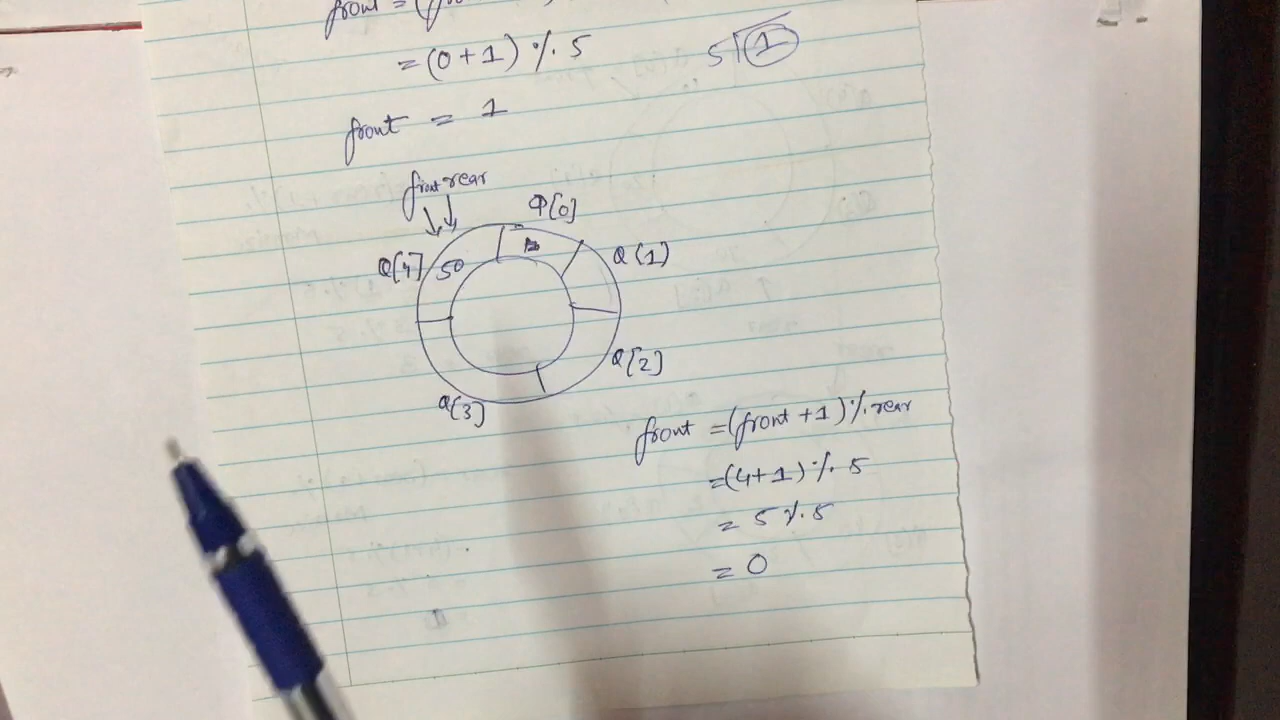 front = (
= (0+1) % 5
5 1
front = 1
front rear
Q[0]
Q(1)
Q[4] 50
Q[2]
Q[3]
front = (front +1) % rear
= (4+1) % 5
= 5 % 5
= 0